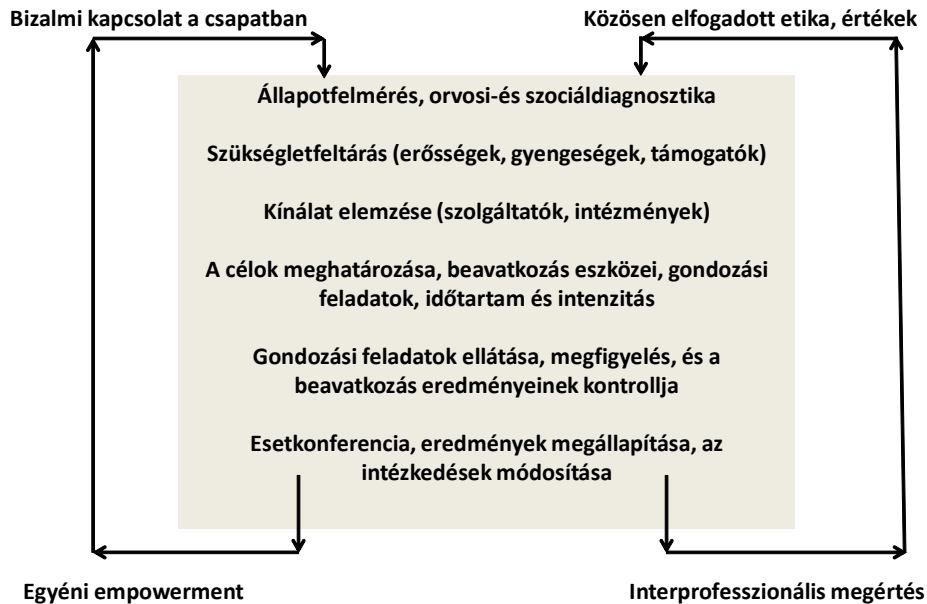 Bizalmi kapcsolat a csapatban
Közösen elfogadott etika, értékek
Állapotfelmérés, orvosi-és szociáldiagnosztika
Szükségletfeltárás (erősségek, gyengeségek, támogatók)
Kínálat elemzése (szolgáltatók, intézmények)
A célok meghatározása, beavatkozás eszközei, gondozási
feladatok, időtartam és intenzitás
Gondozási feladatok ellátása, megfigyelés, és a
beavatkozás eredményeinek kontrollja
Esetkonferencia, eredmények megállapítása, az
intézkedések módosítása
Egyéni empowerment
Interprofesszionális megértés